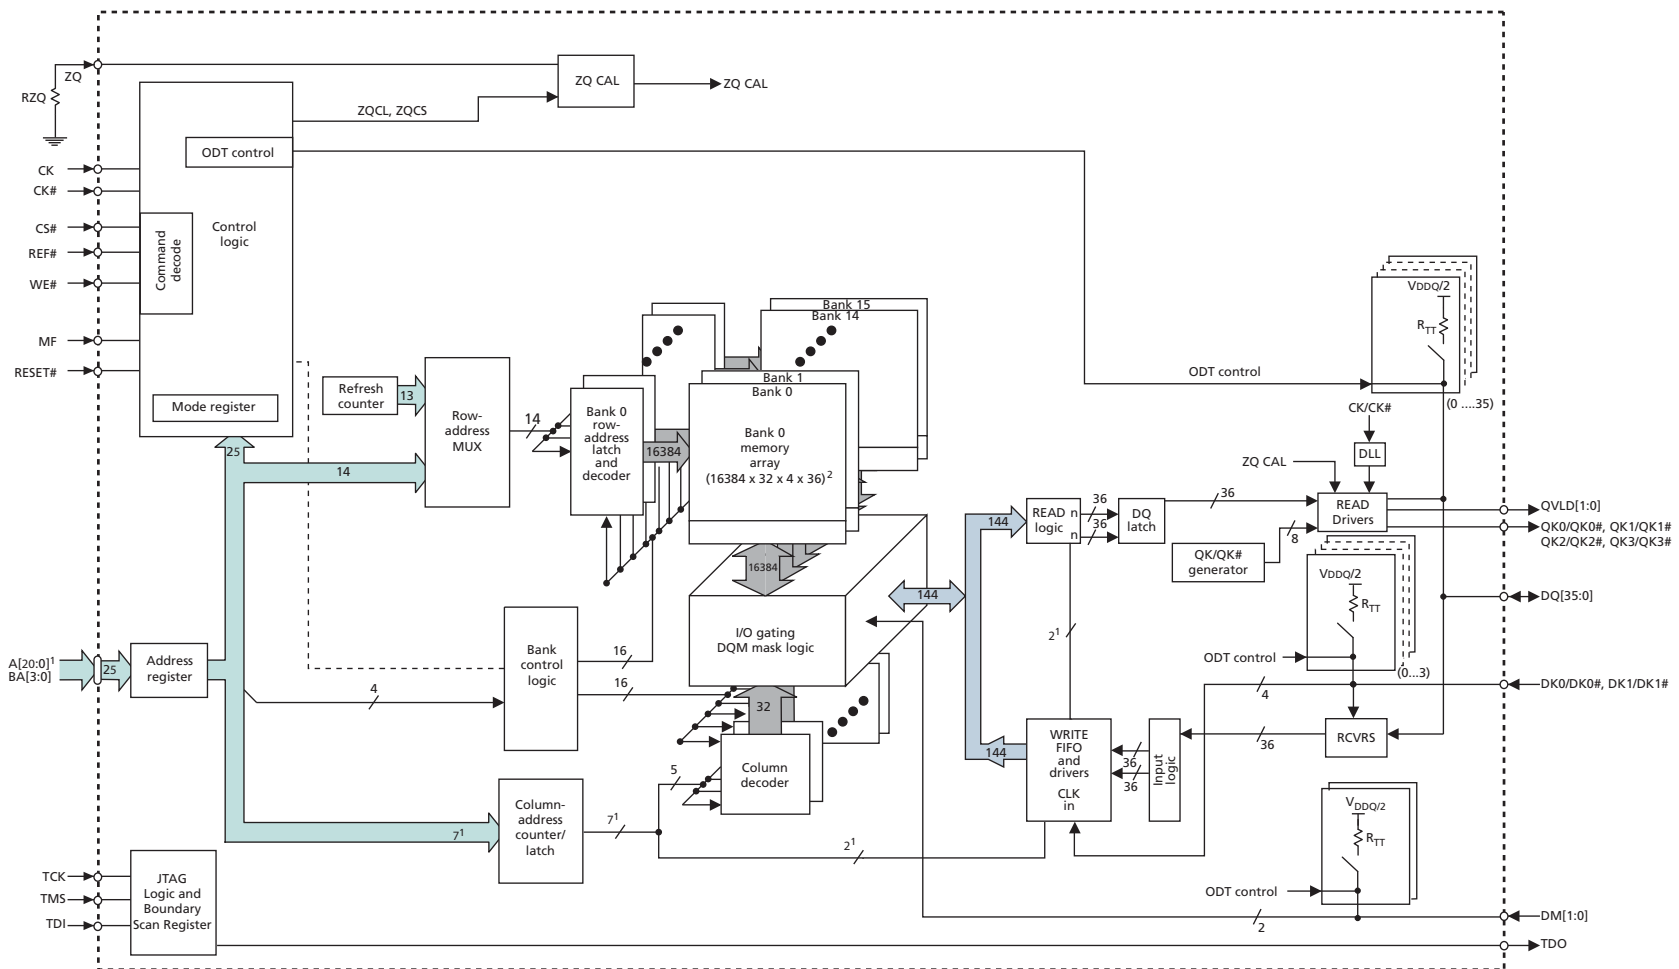 ZQ
RZQ
ZQ CAL
ZQ CAL
ZQCL, ZQCS
ODT control
CK
CK#
CS#
REF#
WE#
MF
RESET#
Command
decode
Control
logic
Mode register
Refresh
counter
13
Row-
address
MUX
14
25
14
Bank 0
row-
address
latch
and
decoder
16384
Bank 15
Bank 14
Bank 1
Bank 0
Bank 0
memory
array
(16384 x 32 x 4 x 36)2
16384
I/O gating
DQM mask logic
144
A[20:0]1
BA[3:0]
25
Address
register
4
Bank
control
logic
16
16
32
Column
decoder
5
Column-
address
counter/
latch
71
71
21
144
144
READ
logic
n
n
36
36
DQ
latch
36
21
WRITE
FIFO
and
drivers
CLK
in
36
36
Input
logic
36
RCVRS
4
ODT control
VDDQ/2
RTT
(0 ....35)
CK/CK#
DLL
ZQ CAL
READ
Drivers
QK/QK#
generator
8
QVLD[1:0]
QK0/QK0#, QK1/QK1#
QK2/QK2#, QK3/QK3#
VDDQ/2
RTT
ODT control
(0...3)
DQ[35:0]
DK0/DK0#, DK1/DK1#
VDDQ/2
RTT
ODT control
2
DM[1:0]
TDO
TCK
TMS
TDI
JTAG
Logic and
Boundary
Scan Register